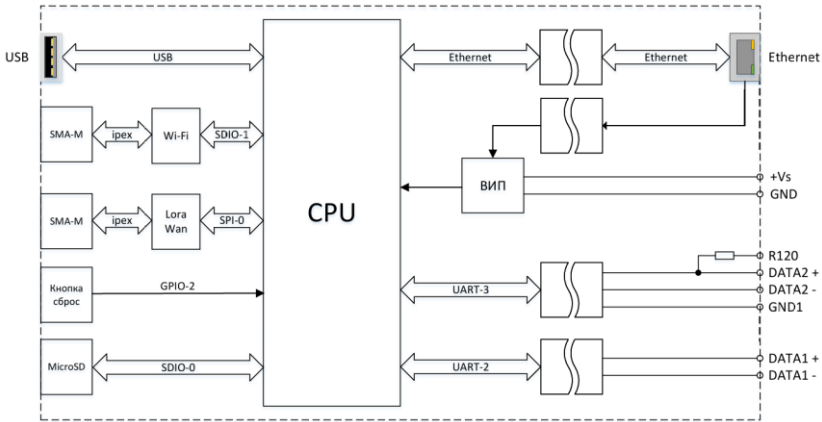 USB
USB
Ethernet
Ethernet
Ethernet
SMA-M
ipex
Wi-Fi
SDIO-1
ВИП
+Vs
GND
SMA-M
ipex
Lora
Wan
SPI-0
CPU
R120
DATA2 +
DATA2 -
GND1
Кнопка
сброс
GPIO-2
UART-3
MicroSD
SDIO-0
UART-2
DATA1 +
DATA1 -